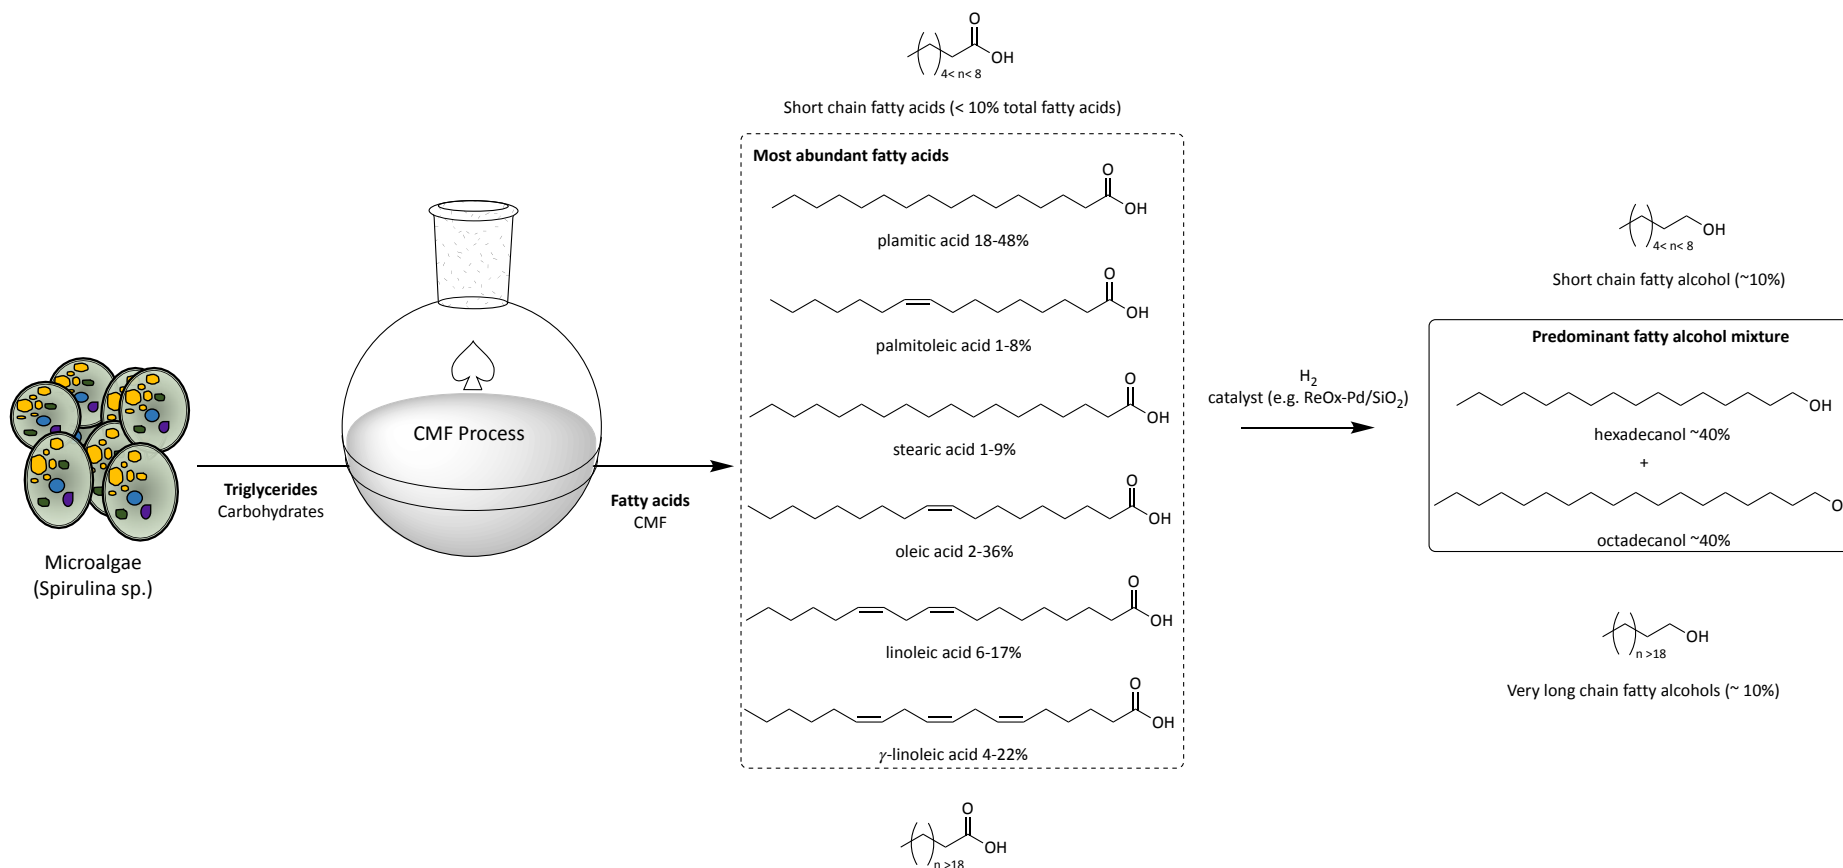 O
OH
4< n< 8
Short chain fatty acids (< 10% total fatty acids)
Most abundant fatty acids
O
OH
plamitic acid 18-48%
O
OH
palmitoleic acid 1-8%
O
OH
stearic acid 1-9%
O
OH
oleic acid 2-36%
O
OH
linoleic acid 6-17%
O
OH
γ-linoleic acid 4-22%
O
OH
n >18
Microalgae
(Spirulina sp.)
Triglycerides
Carbohydrates
CMF Process
Fatty acids
CMF
H2
catalyst (e.g. ReOx-Pd/SiO2)
OH
4< n< 8
Short chain fatty alcohol (~10%)
Predominant fatty alcohol mixture
OH
hexadecanol ~40%
+
O
octadecanol ~40%
OH
n >18
Very long chain fatty alcohols (~ 10%)